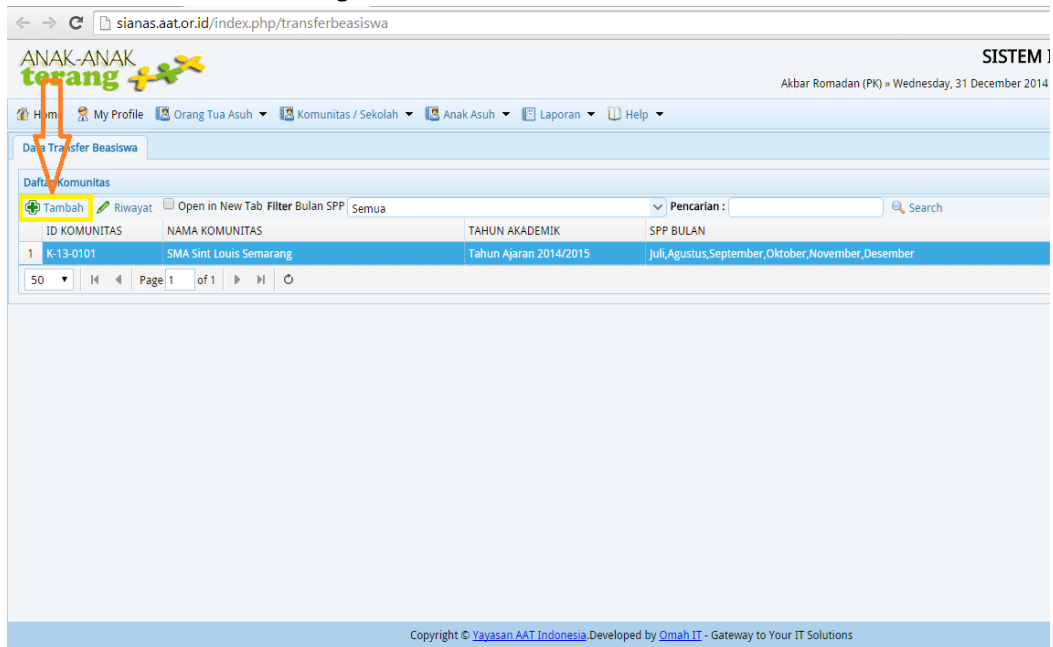 sianas.aat.or.id/index.php/transferbeasiswa
ANAK-ANAK
terang
SISTEM I
Akbar Romadan (PK) » Wednesday, 31 December 2014
Home My Profile Orang Tua Asuh Komunitas / Sekolah Anak Asuh Laporan Help
Data Transfer Beasiswa
Daftar Komunitas
Tambah Riwayat Open in New Tab Filter Bulan SPP Semua Pencarian : Search
ID KOMUNITAS NAMA KOMUNITAS TAHUN AKADEMIK SPP BULAN
1 K-13-0101 SMA Sint Louis Semarang Tahun Ajaran 2014/2015 Juli,Agustus,September,Oktober,November,Desember
50 Page 1 of 1
Copyright © Yayasan AAT Indonesia.Developed by Omah IT - Gateway to Your IT Solutions